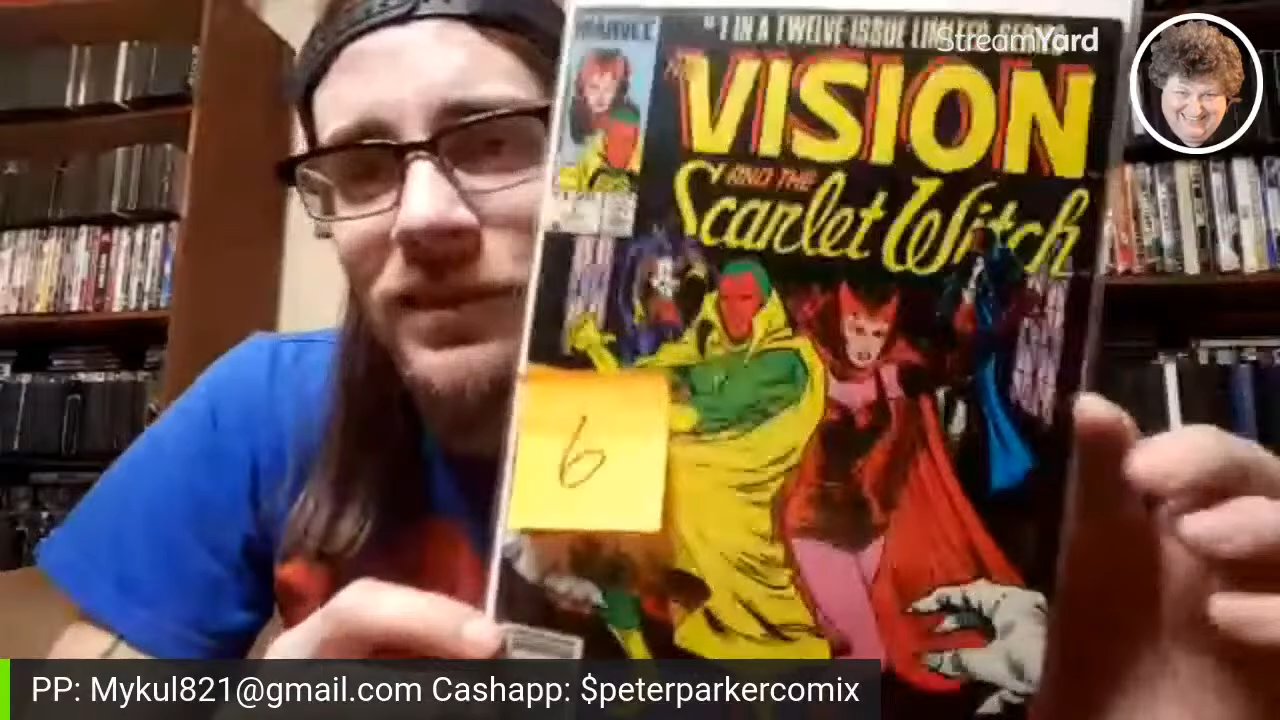 MARVEL
#1 IN A TWELVE-ISSUE LIMITED SERIES
StreamYard
THE
VISION
AND THE
Scarlet Witch
6
PP: Mykul821@gmail.com Cashapp: $peterparkercomix